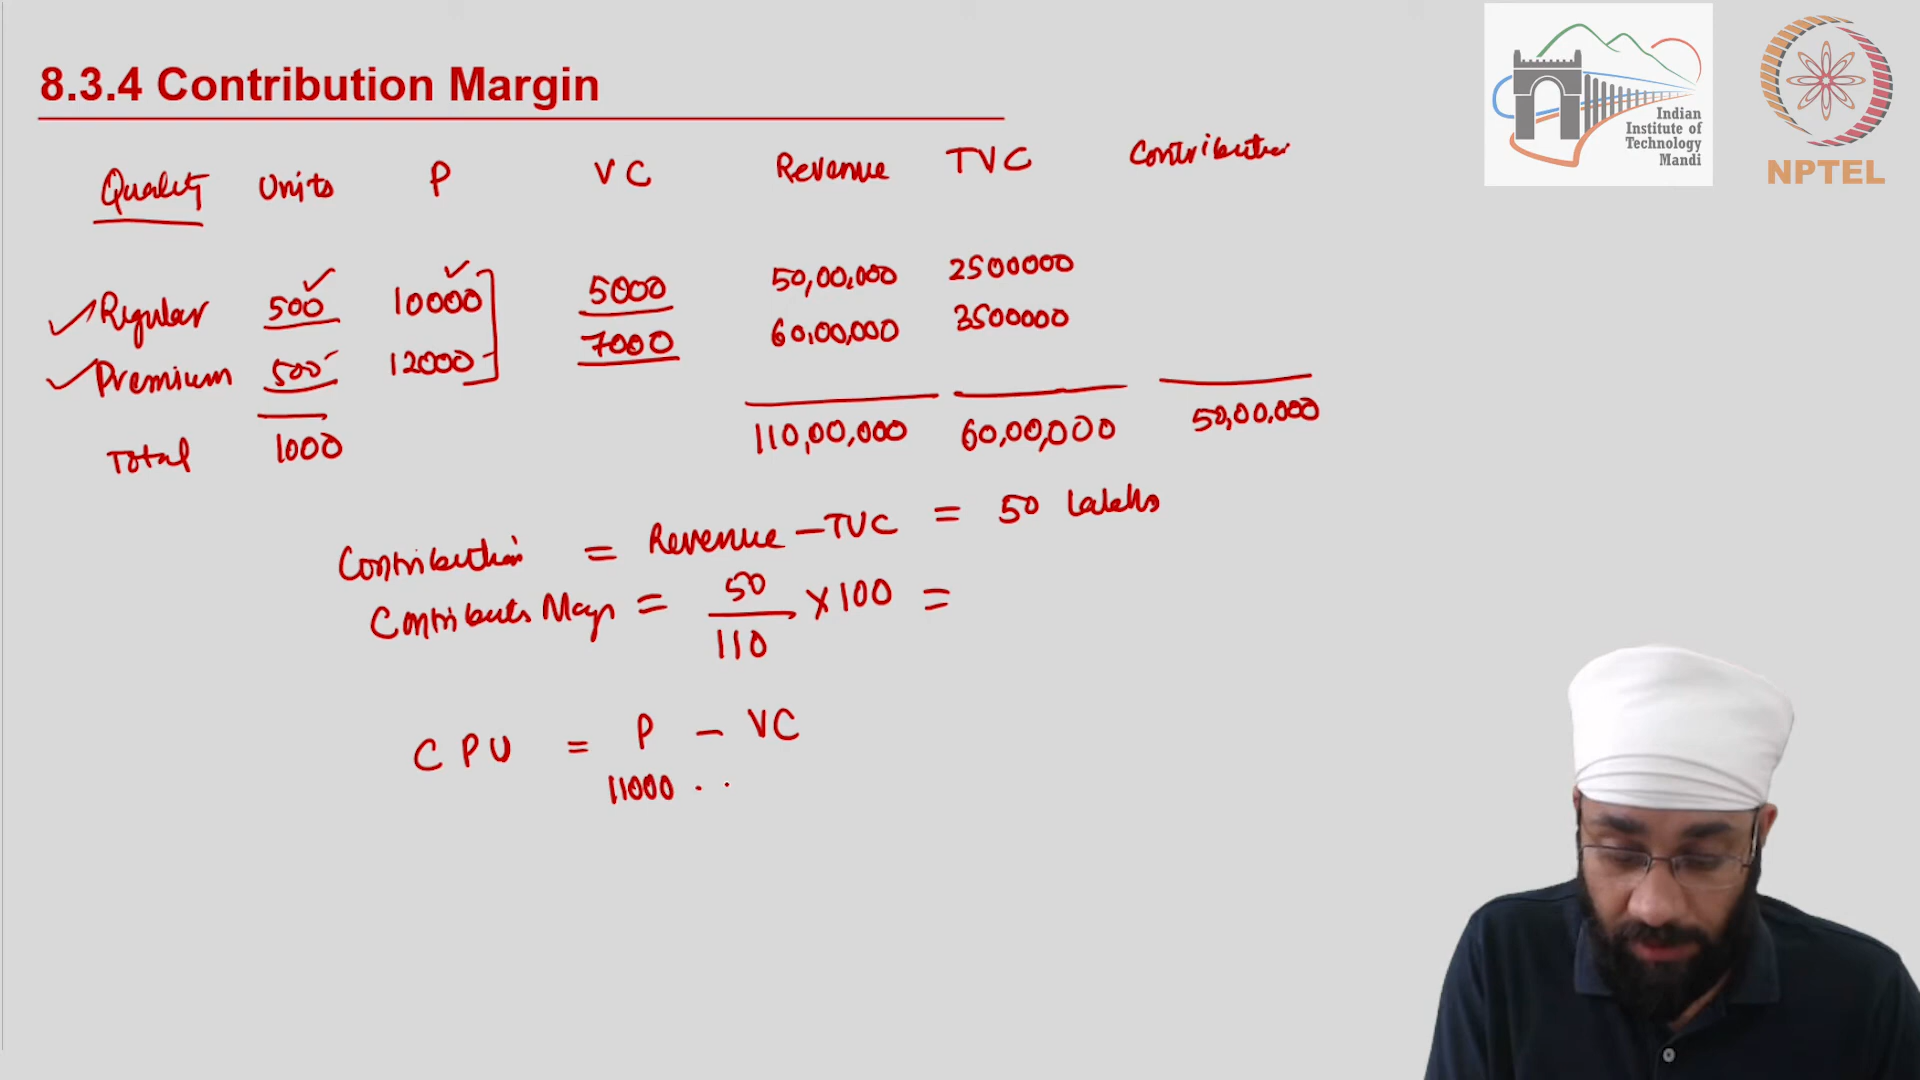 8.3.4 Contribution Margin
Indian
Institute of
Technology
Mandi
NPTEL
Quality Units P VC Revenue TVC Contribution
Regular 500 10000 5000 50,00,000 2500000
Premium 500 12000 7000 60,00,000 3500000
Total 1000 110,00,000 60,00,000 50,00,000
Contribution = Revenue - TVC = 50 Lakhs
= 50/110 × 100 =
CPU = P - VC
11000